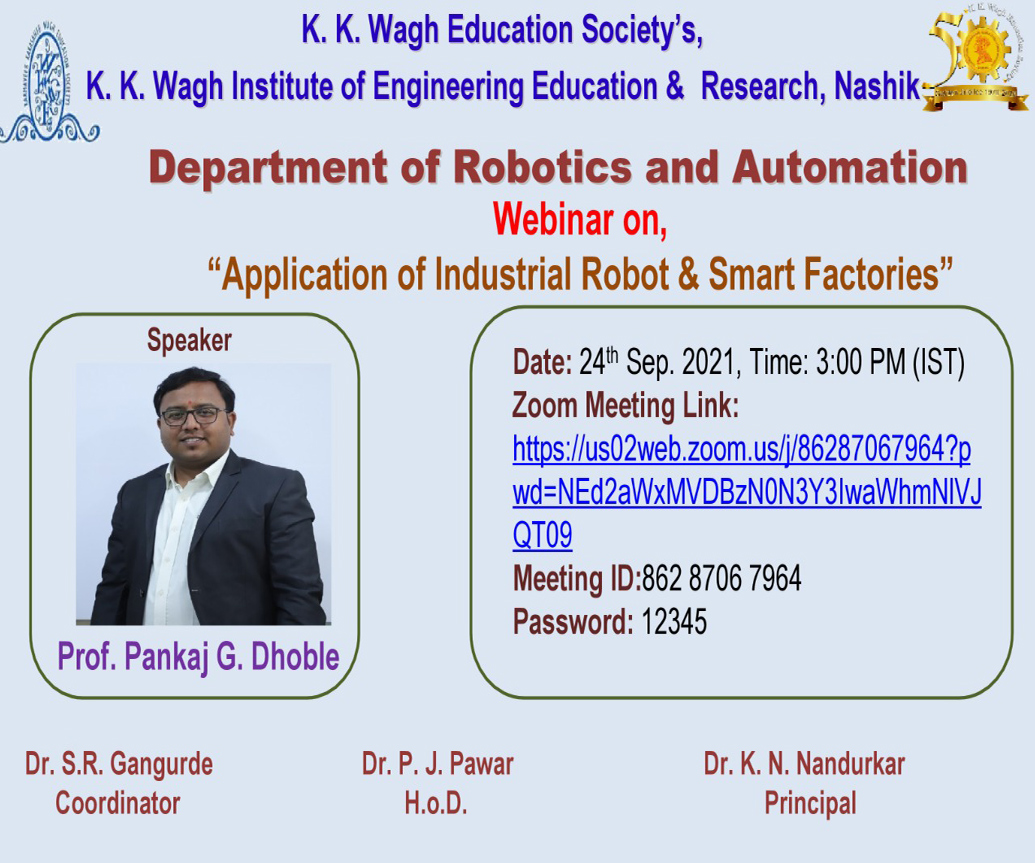 K. K. Wagh Education Society's,
K. K. Wagh Institute of Engineering Education & Research, Nashik
Department of Robotics and Automation
Webinar on,
“Application of Industrial Robot & Smart Factories”
Speaker
Prof. Pankaj G. Dhoble
Date: 24th Sep. 2021, Time: 3:00 PM (IST)
Zoom Meeting Link:
https://us02web.zoom.us/j/86287067964?p
wd=NEd2aWxMVDBzN0N3Y3IwaWhmNlVJ
QT09
Meeting ID:862 8706 7964
Password: 12345
Dr. S.R. Gangurde
Coordinator
Dr. P. J. Pawar
H.o.D.
Dr. K. N. Nandurkar
Principal